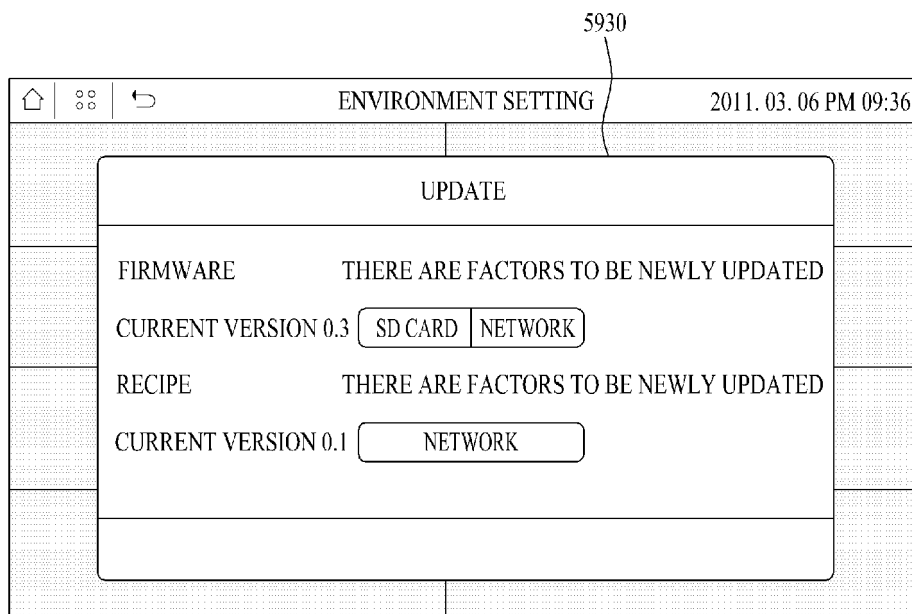 5930
ENVIRONMENT SETTING 2011. 03. 06 PM 09:36
UPDATE
FIRMWARE THERE ARE FACTORS TO BE NEWLY UPDATED
CURRENT VERSION 0.3 SD CARD NETWORK
RECIPE THERE ARE FACTORS TO BE NEWLY UPDATED
CURRENT VERSION 0.1 NETWORK